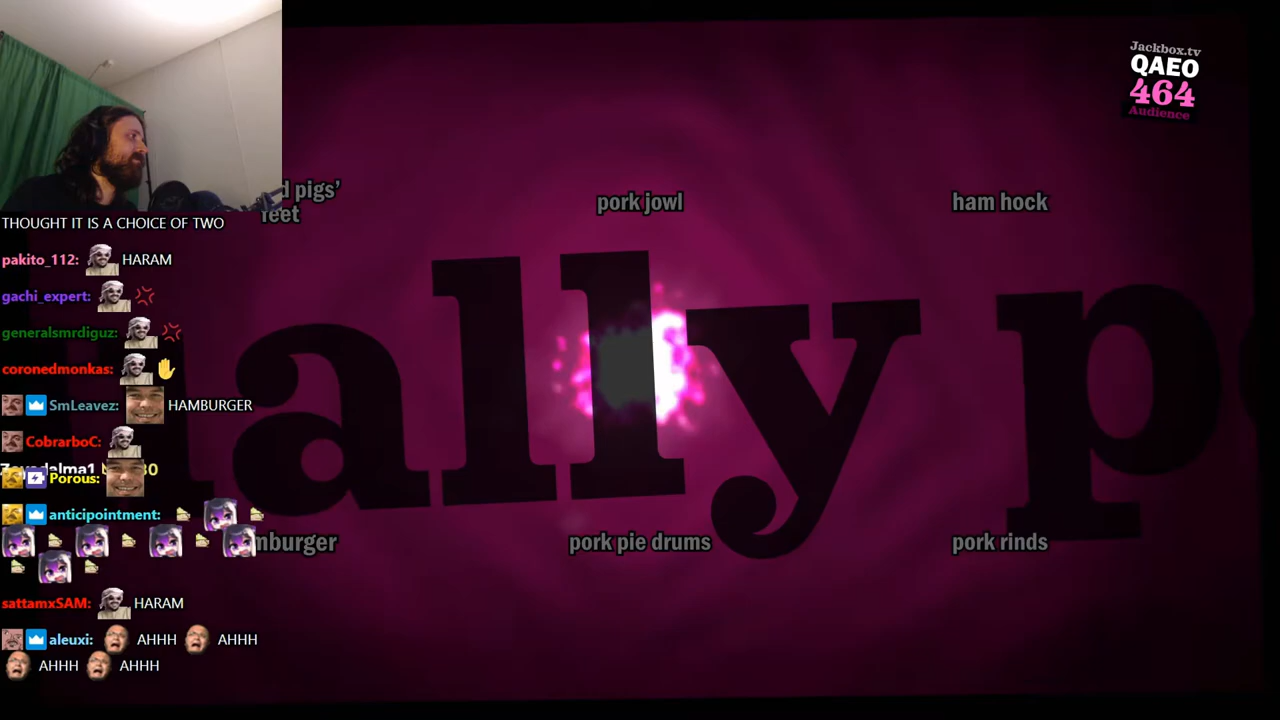 Jackbox.tv
QAEO
464
Audience
d pigs’
feet
pork jowl
ham hock
ally p
mburger
pork pie drums
pork rinds
THOUGHT IT IS A CHOICE OF TWO
pakito_112: HARAM
gachi_expert:
generalsmrdiguz:
coronedmonkas:
SmLeavez: HAMBURGER
CobrarboC:
Porous:
anticipointment:
sattamxSAM: HARAM
aleuxi: AHHH AHHH
AHHH AHHH